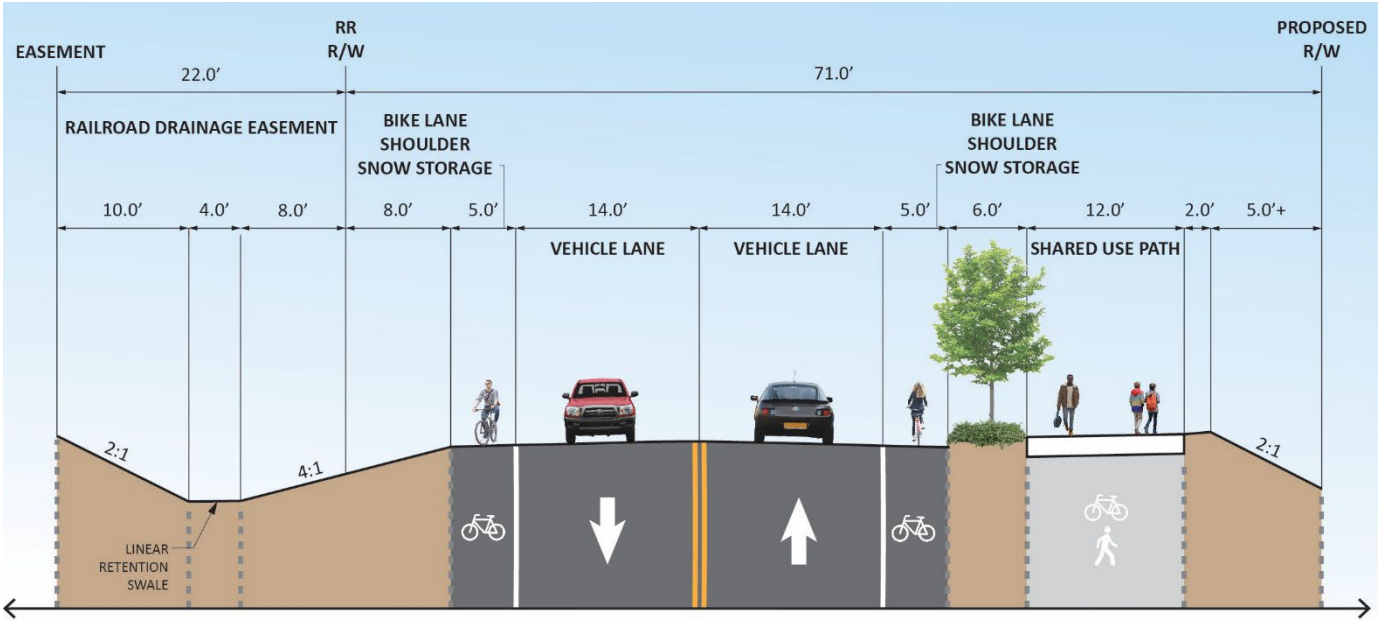 EASEMENT
RR
R/W
PROPOSED
R/W
22.0’
71.0’
RAILROAD DRAINAGE EASEMENT
BIKE LANE
SHOULDER
SNOW STORAGE
BIKE LANE
SHOULDER
SNOW STORAGE
10.0’ 4.0’ 8.0’ 8.0’ 5.0’ 14.0’ 14.0’ 5.0’ 6.0’ 12.0’ 2.0’ 5.0’+
VEHICLE LANE VEHICLE LANE SHARED USE PATH
2:1
4:1
2:1
LINEAR
RETENTION
SWALE